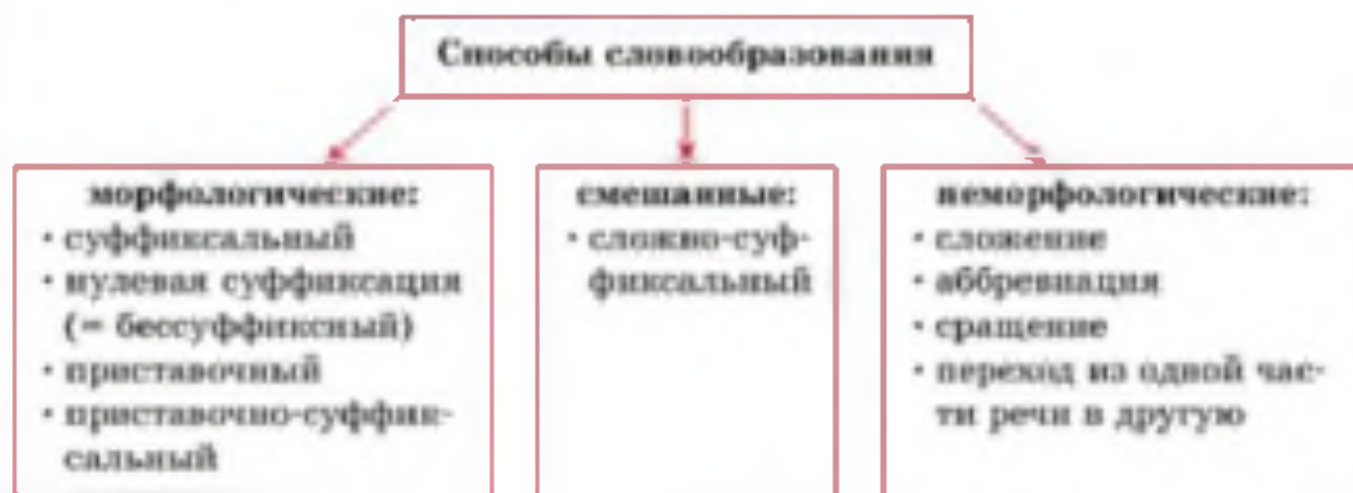 Способы словообразования
морфологические:
· суффиксальный
· нулевая суффиксация
(= бессуффиксный)
· приставочный
· приставочно-суффик-
сальный
смешанные:
· сложно-суф-
фиксальный
неморфологические:
· сложение
· аббревиация
· сращение
· переход из одной час-
ти речи в другую